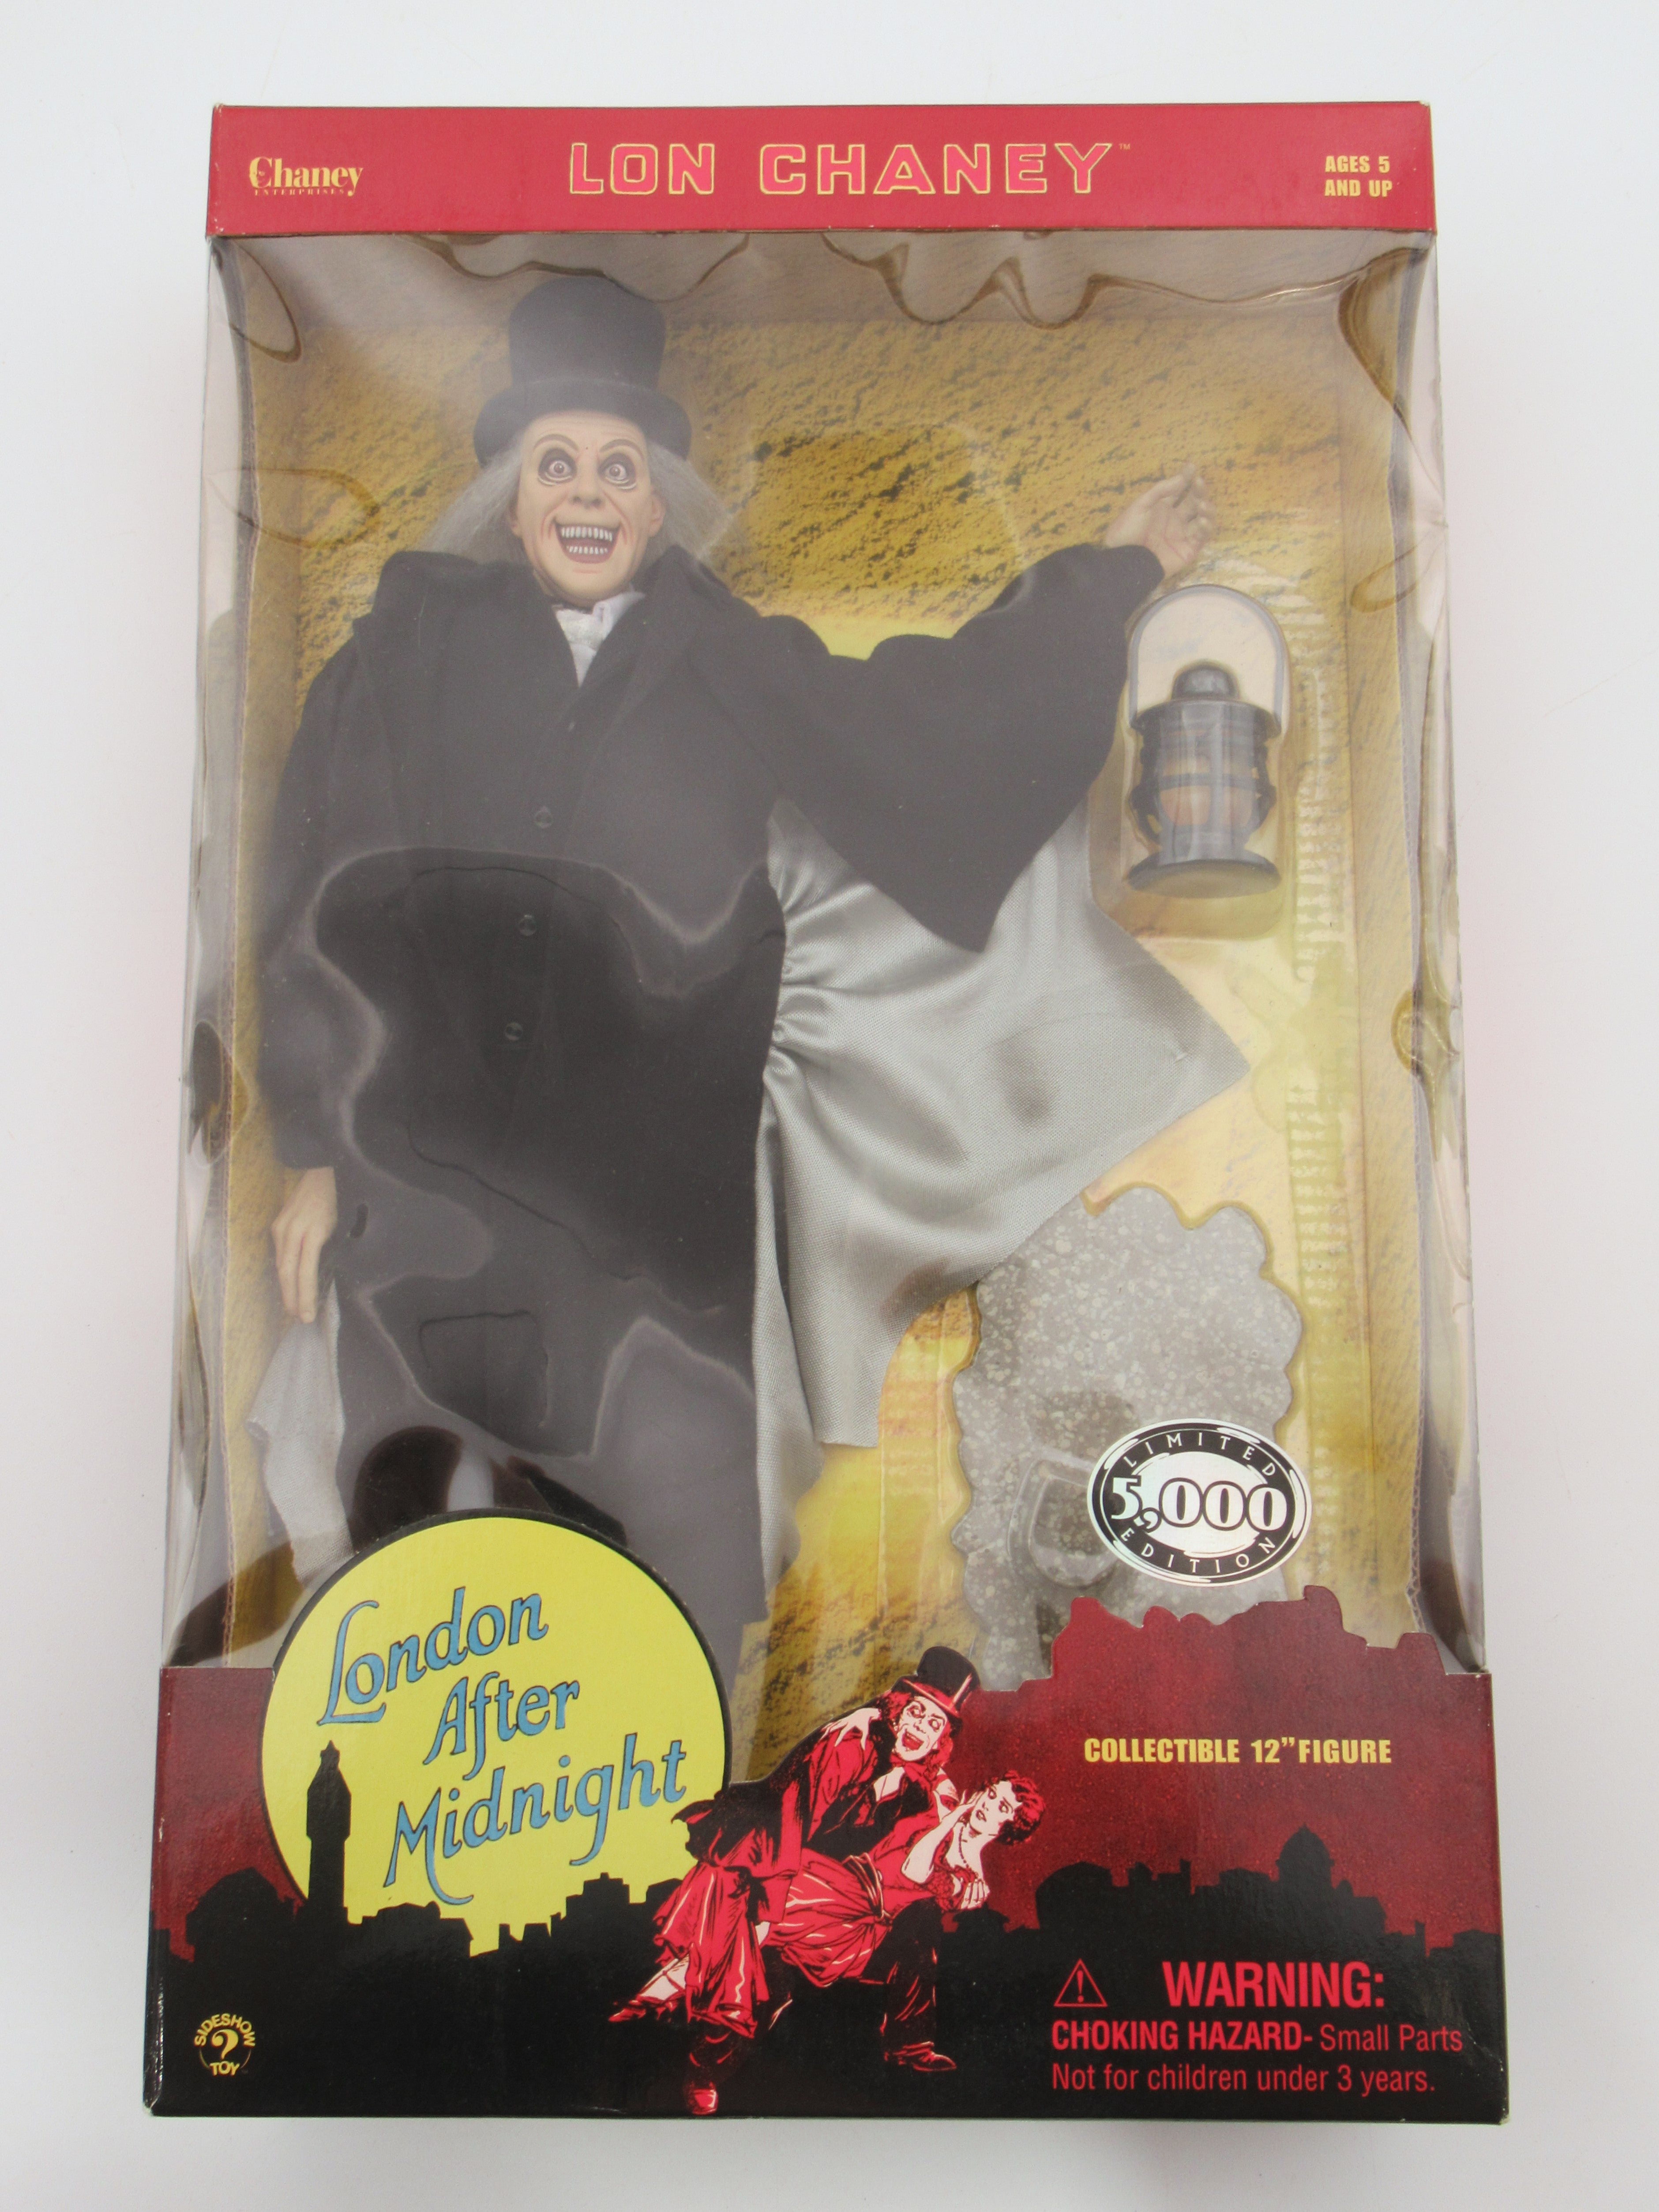 Chaney
ENTERPRISES
LON CHANEY™
AGES 5
AND UP
LIMITED
5,000
EDITION
London
After
Midnight
COLLECTIBLE 12" FIGURE
SIDESHOW
?
TOY
WARNING:
CHOKING HAZARD- Small Parts
Not for children under 3 years.